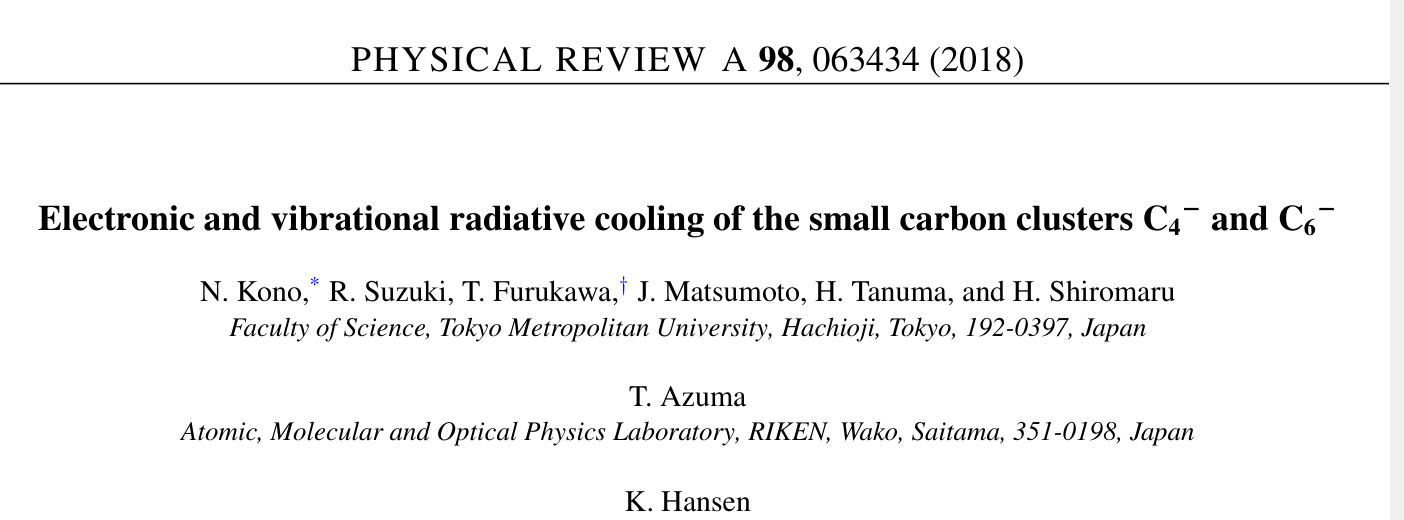 PHYSICAL REVIEW A 98, 063434 (2018)
Electronic and vibrational radiative cooling of the small carbon clusters C₄⁻ and C₆⁻
N. Kono,* R. Suzuki, T. Furukawa,† J. Matsumoto, H. Tanuma, and H. Shiromaru
Faculty of Science, Tokyo Metropolitan University, Hachioji, Tokyo, 192-0397, Japan
T. Azuma
Atomic, Molecular and Optical Physics Laboratory, RIKEN, Wako, Saitama, 351-0198, Japan
K. Hansen